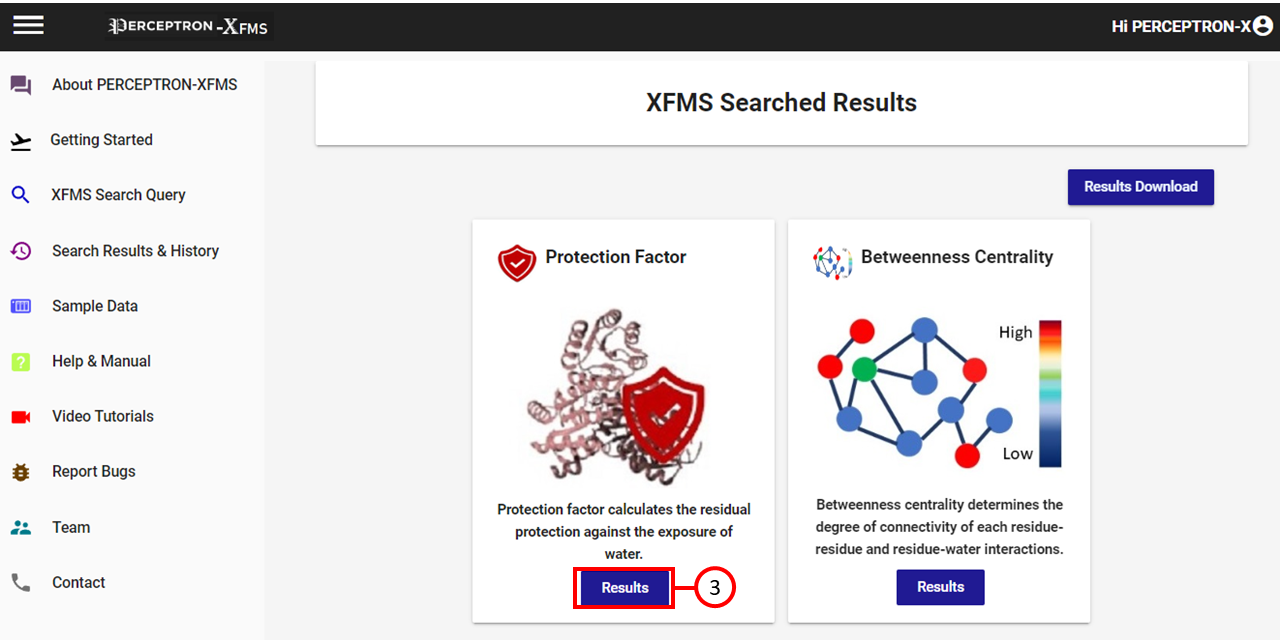 PERCEPTRON-XFMS
Hi PERCEPTRON-X
About PERCEPTRON-XFMS
Getting Started
XFMS Search Query
Search Results & History
Sample Data
Help & Manual
Video Tutorials
Report Bugs
Team
Contact
XFMS Searched Results
Results Download
Protection Factor
Protection factor calculates the residual
protection against the exposure of
water.
Results
3
Betweenness Centrality
High
Low
Betweenness centrality determines the
degree of connectivity of each residue-
residue and residue-water interactions.
Results